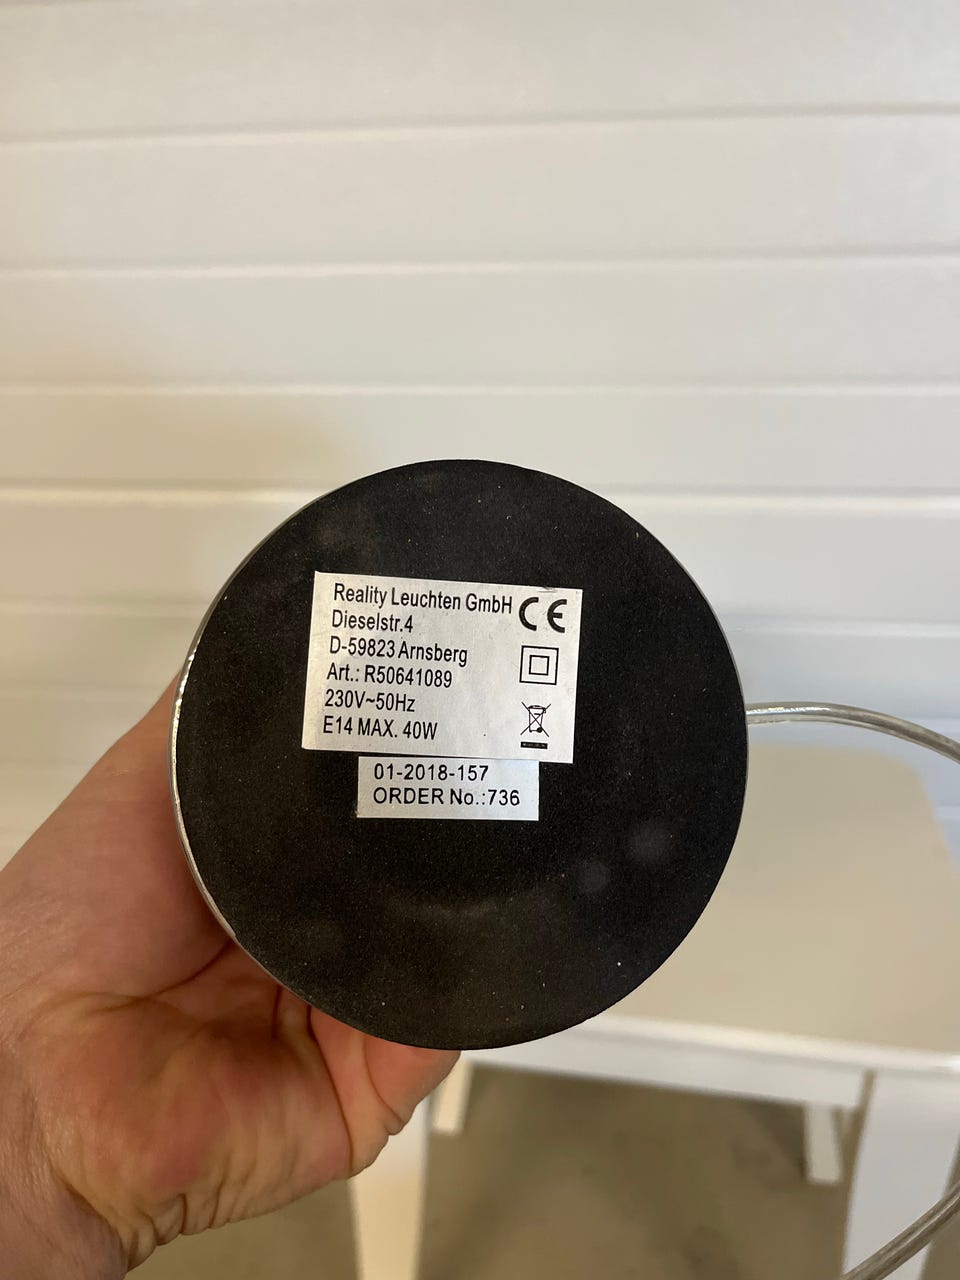 Reality Leuchten GmbH CE
Dieselstr.4
D-59823 Arnsberg
Art.: R50641089
230V~50Hz
E14 MAX. 40W
01-2018-157
ORDER No.:736